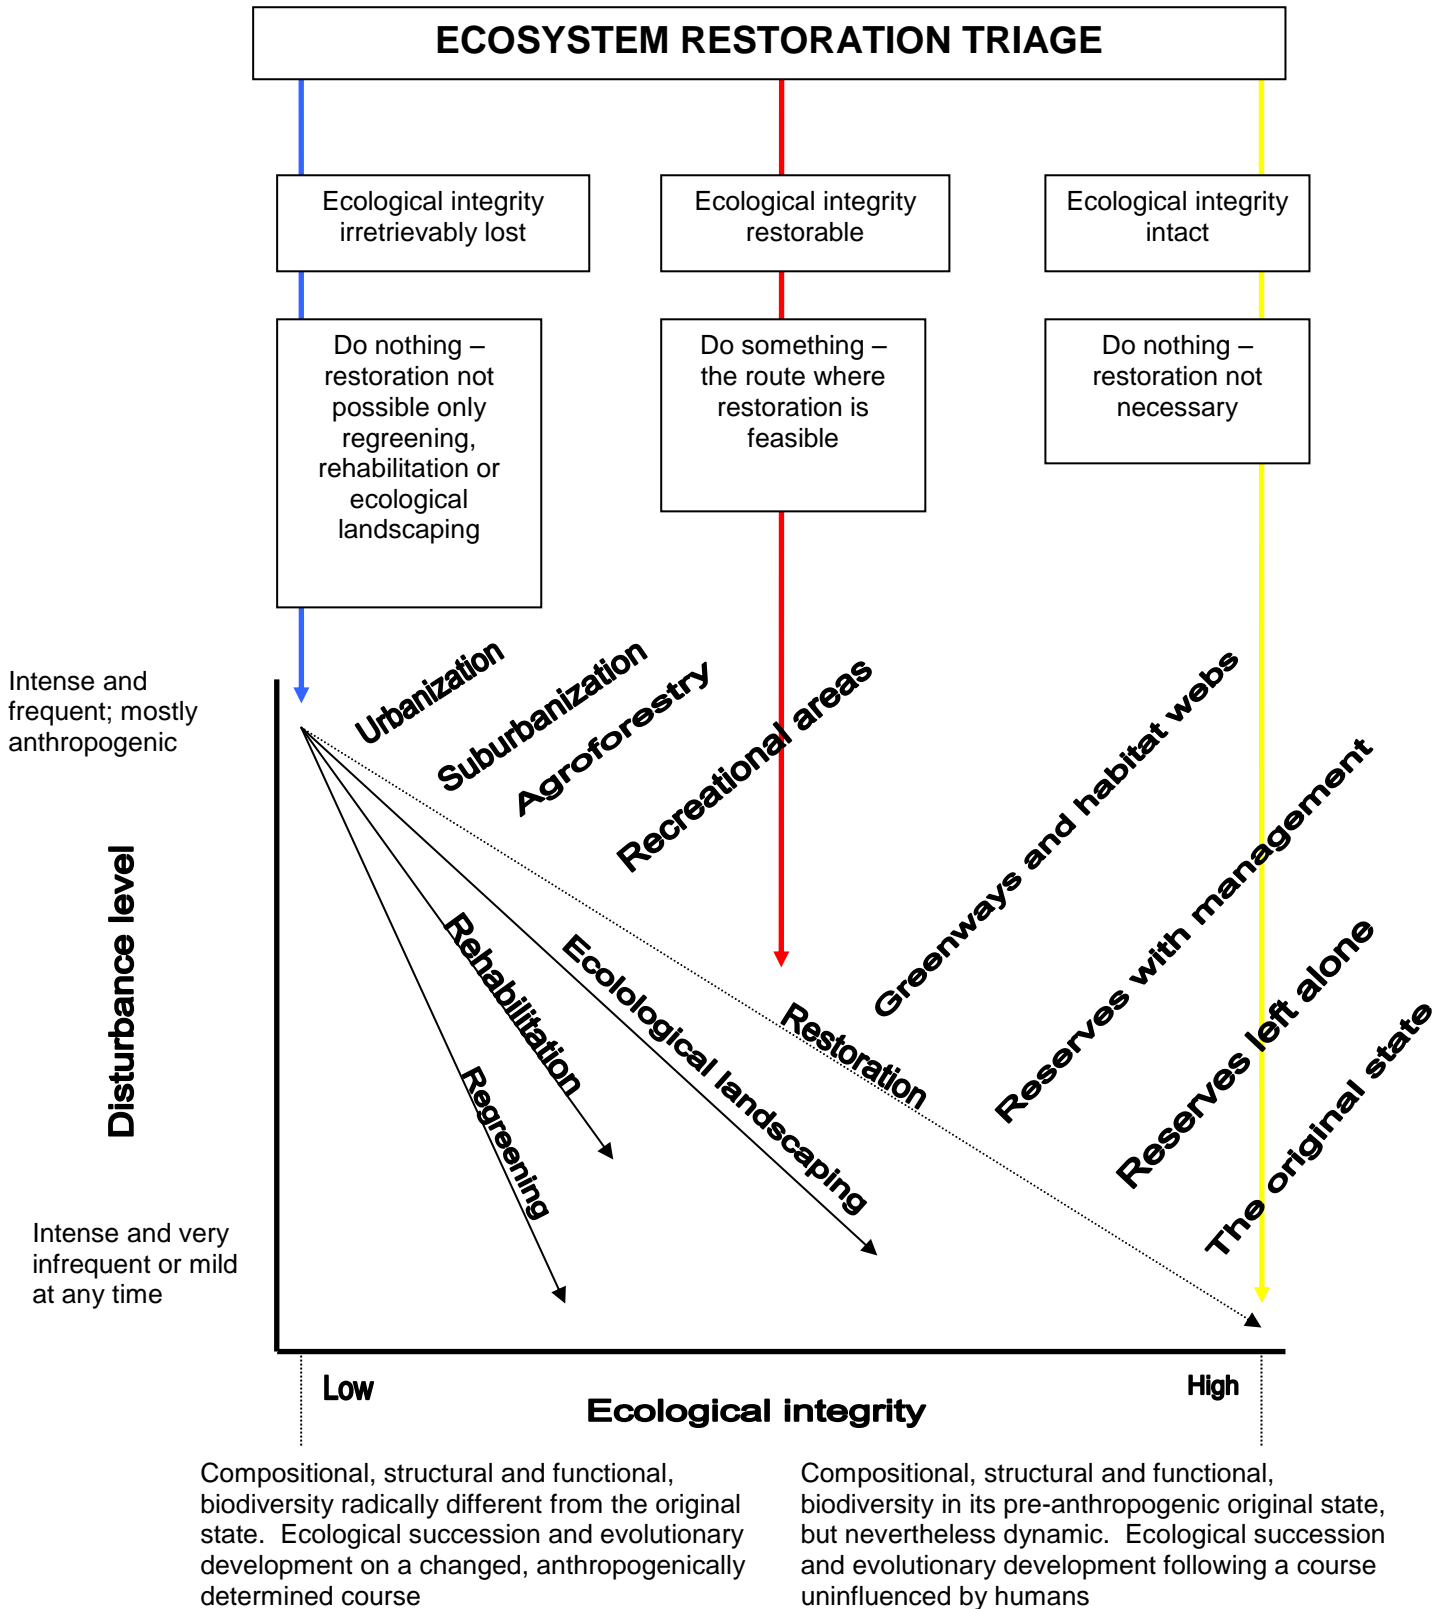 ECOSYSTEM RESTORATION TRIAGE
Ecological integrity
irretrievably lost
Ecological integrity
restorable
Ecological integrity
intact
Do nothing –
restoration not
possible only
regreening,
rehabilitation or
ecological
landscaping
Do something –
the route where
restoration is
feasible
Do nothing –
restoration not
necessary
Urbanization
Suburbanization
Agroforestry
Recreational areas
Greenways and habitat webs
Reserves with management
Reserves left alone
The original state
Intense and
frequent; mostly
anthropogenic
Disturbance level
Intense and very
infrequent or mild
at any time
Regreening
Rehabilitation
Ecololological landscaping
Restoration
Low
High
Ecological integrity
Compositional, structural and functional,
biodiversity radically different from the original
state.  Ecological succession and evolutionary
development on a changed, anthropogenically
determined course
Compositional, structural and functional,
biodiversity in its pre-anthropogenic original state,
but nevertheless dynamic.  Ecological succession
and evolutionary development following a course
uninfluenced by humans